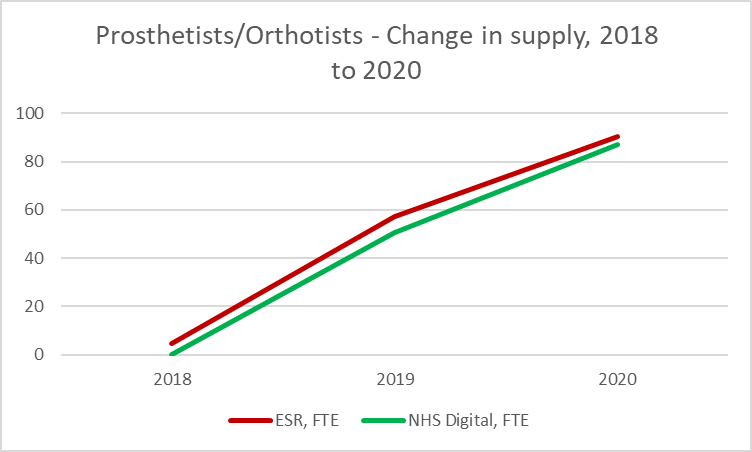 Prosthetists/Orthotists - Change in supply, 2018
to 2020
100
80
60
40
20
0
2018 2019 2020
ESR, FTE NHS Digital, FTE